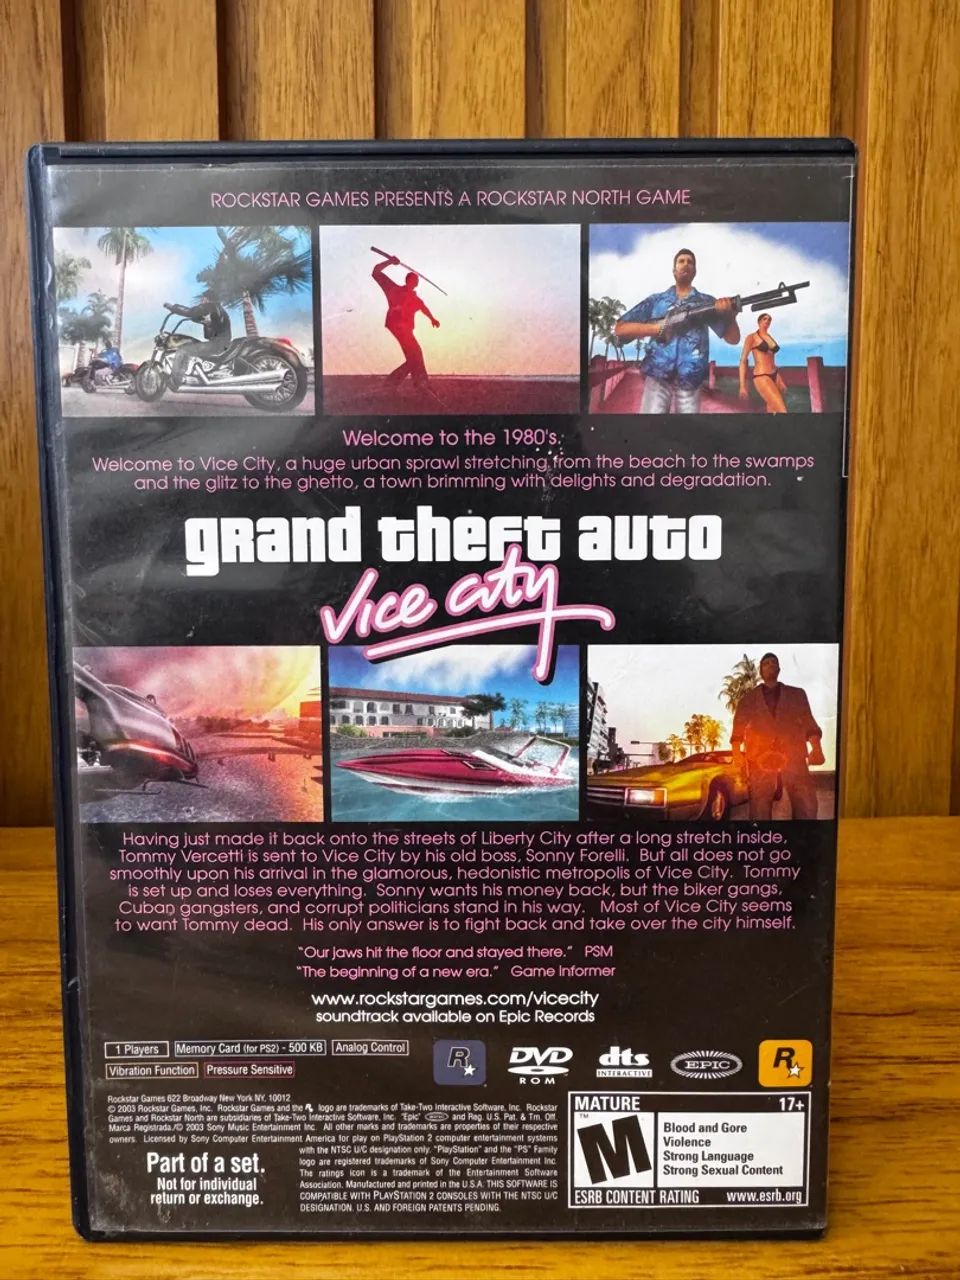 ROCKSTAR GAMES PRESENTS A ROCKSTAR NORTH GAME
Welcome to the 1980's.
Welcome to Vice City, a huge urban sprawl stretching from the beach to the swamps
and the glitz to the ghetto, a town brimming with delights and degradation.
grand theft auto
Vice City
Having just made it back onto the streets of Liberty City after a long stretch inside,
Tommy Vercetti is sent to Vice City by his old boss, Sonny Forelli. But all does not go
smoothly upon his arrival in the glamorous, hedonistic metropolis of Vice City. Tommy
is set up and loses everything. Sonny wants his money back, but the biker gangs,
Cuban gangsters, and corrupt politicians stand in his way. Most of Vice City seems
to want Tommy dead. His only answer is to fight back and take over the city himself.
"Our jaws hit the floor and stayed there." PSM
"The beginning of a new era." Game Informer
www.rockstargames.com/vicecity
soundtrack available on Epic Records
1 Players Memory Card (for PS2) - 500 KB Analog Control
Vibration Function Pressure Sensitive
R
DVD
ROM
dts
INTERACTIVE
EPIC
R
Rockstar Games 622 Broadway New York NY, 10012
© 2003 Rockstar Games, Inc. Rockstar Games and the R logo are trademarks of Take-Two Interactive Software, Inc. Rockstar
Games and Rockstar North are subsidiaries of Take-Two Interactive Software, Inc. "Epic" and Reg. U.S. Pat. & Tm. Off.
Marca Registrada./© 2003 Sony Music Entertainment Inc. All other marks and trademarks are properties of their respective
owners. Licensed by Sony Computer Entertainment America for play on PlayStation 2 computer entertainment systems
with the NTSC U/C designation only. "PlayStation" and the "PS" Family
logo are registered trademarks of Sony Computer Entertainment Inc.
The ratings icon is a trademark of the Entertainment Software
Association. Manufactured and printed in the U.S.A. THIS SOFTWARE IS
COMPATIBLE WITH PLAYSTATION 2 CONSOLES WITH THE NTSC U/C
DESIGNATION. U.S. AND FOREIGN PATENTS PENDING.
Part of a set.
Not for individual
return or exchange.
MATURE 17+
M
Blood and Gore
Violence
Strong Language
Strong Sexual Content
ESRB CONTENT RATING www.esrb.org